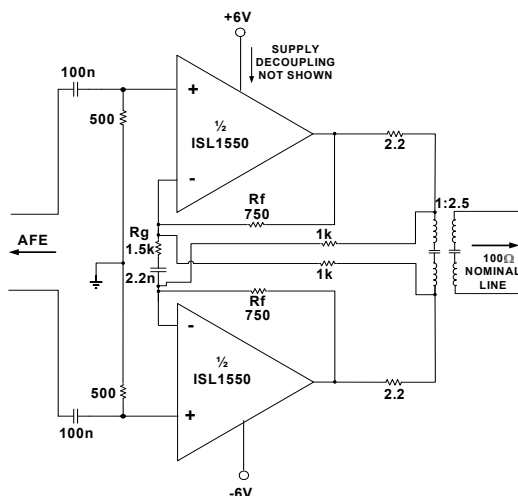 +6V
SUPPLY
DECOUPLING
NOT SHOWN
100n
+
500
½
ISL1550
2.2
-
Rf
750
1:2.5
AFE
Rg
1.5k
1k
2.2n
1k
100Ω
NOMINAL
LINE
Rf
750
-
½
ISL1550
500
+
2.2
100n
-6V